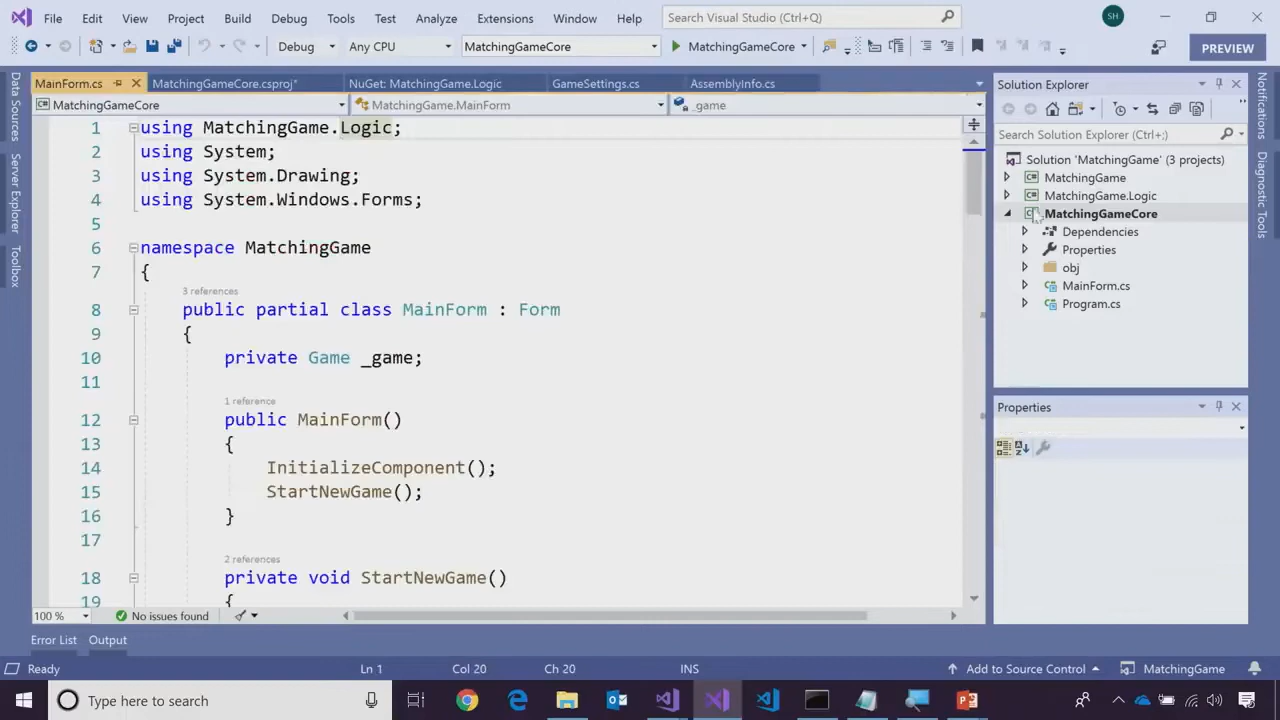 File Edit View Project Build Debug Tools Test Analyze Extensions Window Help Search Visual Studio (Ctrl+Q) SH
Debug Any CPU MatchingGameCore MatchingGameCore PREVIEW
MainForm.cs MatchingGameCore.csproj* NuGet: MatchingGame.Logic GameSettings.cs AssemblyInfo.cs
MatchingGameCore MatchingGame.MainForm _game
Data Sources
Server Explorer
Toolbox
1 using MatchingGame.Logic;
2 using System;
3 using System.Drawing;
4 using System.Windows.Forms;
5
6 namespace MatchingGame
7 {
3 references
8 public partial class MainForm : Form
9 {
10 private Game _game;
11
1 reference
12 public MainForm()
13 {
14 InitializeComponent();
15 StartNewGame();
16 }
17
2 references
18 private void StartNewGame()
19 {
100 % No issues found
Solution Explorer
Search Solution Explorer (Ctrl+;)
Solution 'MatchingGame' (3 projects)
MatchingGame
MatchingGame.Logic
MatchingGameCore
Dependencies
Properties
obj
MainForm.cs
Program.cs
Properties
Notifications
Diagnostic Tools
Error List Output
Ready Ln 1 Col 20 Ch 20 INS Add to Source Control MatchingGame
Type here to search